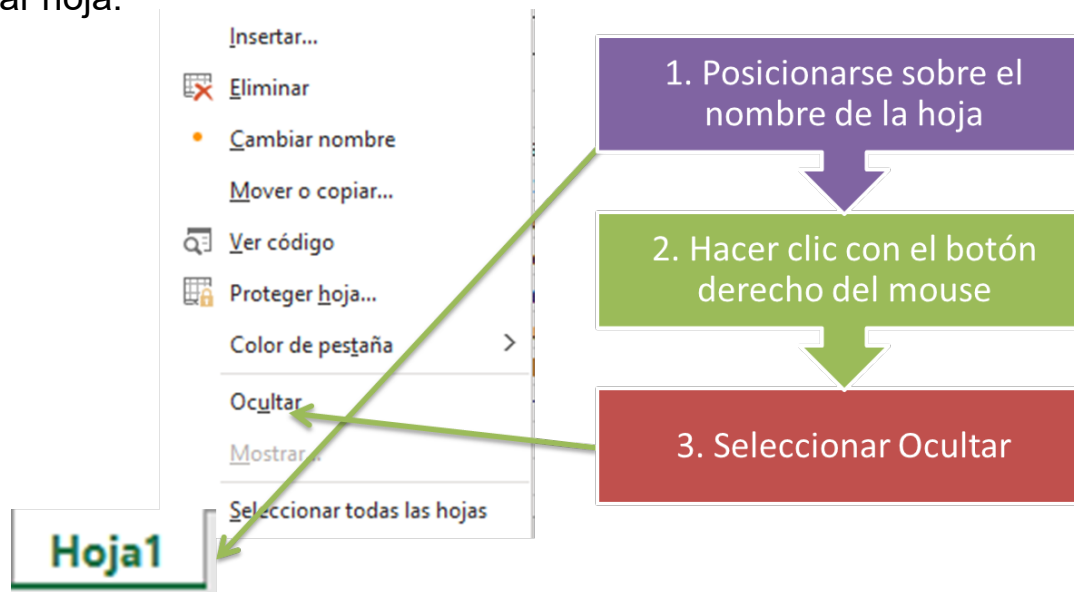 ar hoja.
Insertar...
Eliminar
Cambiar nombre
Mover o copiar...
Ver código
Proteger hoja...
Color de pestaña
Ocultar
Mostrar...
Seleccionar todas las hojas
Hoja1
1. Posicionarse sobre el
nombre de la hoja
2. Hacer clic con el botón
derecho del mouse
3. Seleccionar Ocultar